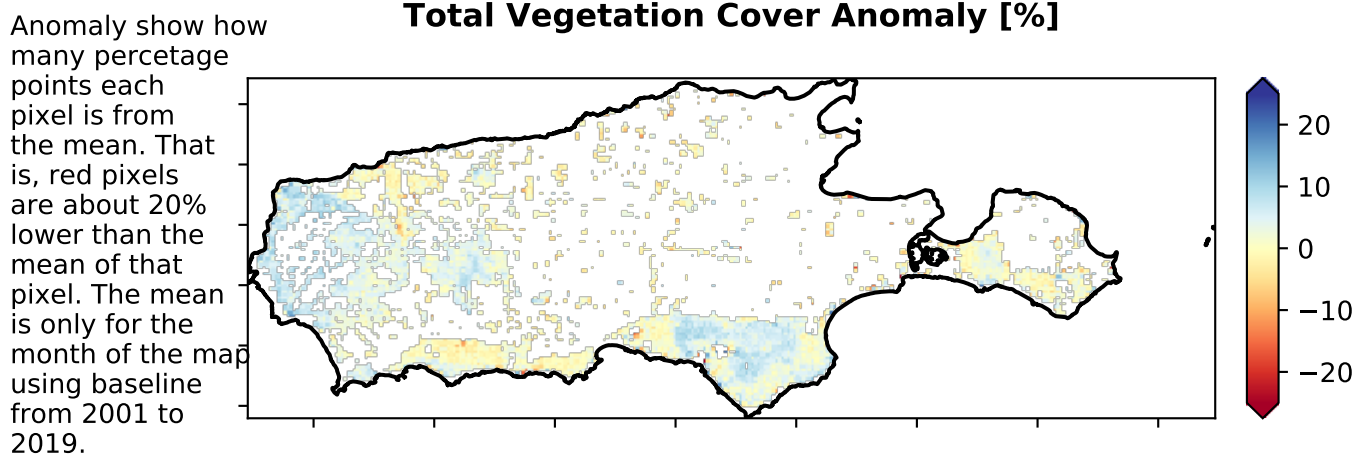 Total Vegetation Cover Anomaly [%]
Anomaly show how
many percetage
points each
pixel is from
the mean. That
is, red pixels
are about 20%
lower than the
mean of that
pixel. The mean
is only for the
month of the map
using baseline
from 2001 to
2019.
20
10
0
−10
−20